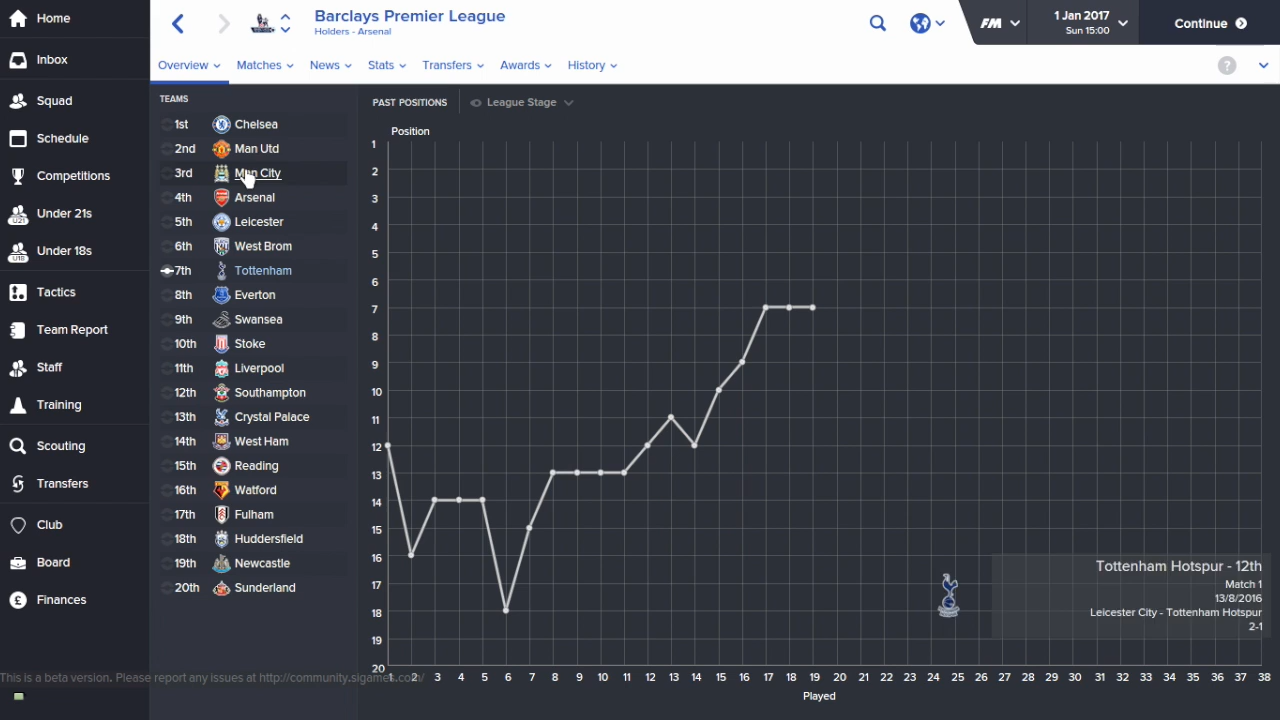 Home
Inbox
Squad
Schedule
Competitions
Under 21s
Under 18s
Tactics
Team Report
Staff
Training
Scouting
Transfers
Club
Board
Finances
Barclays Premier League
Holders - Arsenal
FM
1 Jan 2017
Sun 15:00
Continue
Overview Matches News Stats Transfers Awards History
TEAMS
1st Chelsea
2nd Man Utd
3rd Man City
4th Arsenal
5th Leicester
6th West Brom
7th Tottenham
8th Everton
9th Swansea
10th Stoke
11th Liverpool
12th Southampton
13th Crystal Palace
14th West Ham
15th Reading
16th Watford
17th Fulham
18th Huddersfield
19th Newcastle
20th Sunderland
PAST POSITIONS League Stage
Position
1
2
3
4
5
6
7
8
9
10
11
12
13
14
15
16
17
18
19
20
1 2 3 4 5 6 7 8 9 10 11 12 13 14 15 16 17 18 19 20 21 22 23 24 25 26 27 28 29 30 31 32 33 34 35 36 37 38
Played
Tottenham Hotspur - 12th
Match 1
13/8/2016
Leicester City - Tottenham Hotspur
2-1
This is a beta version. Please report any issues at http://community.sigames.com/